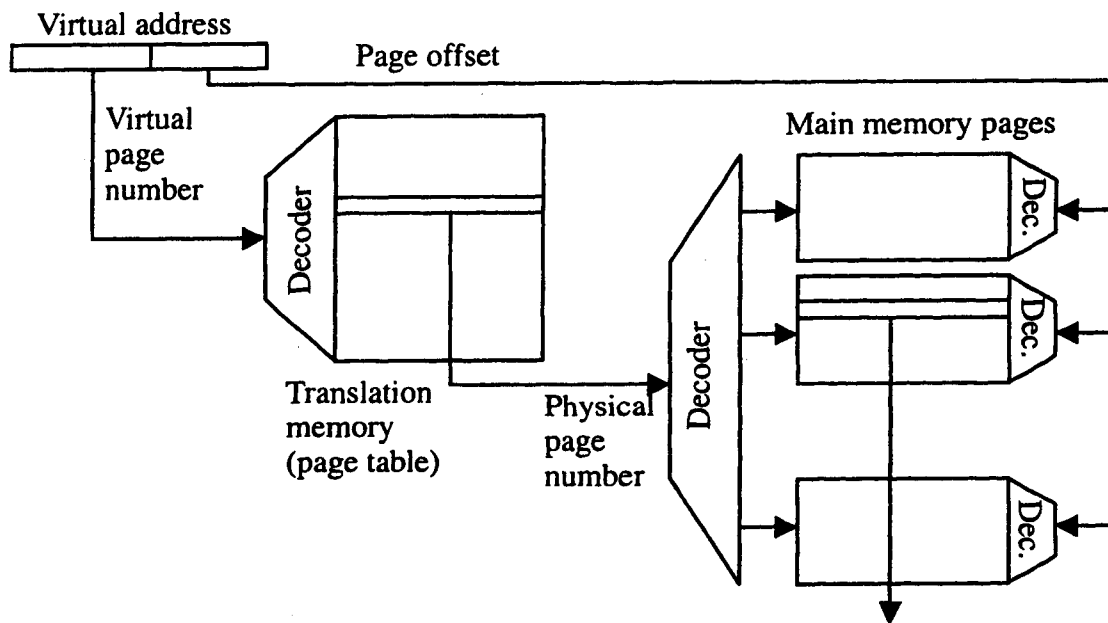 Virtual address
Page offset
Virtual
page
number
Decoder
Translation
memory
(page table)
Physical
page
number
Decoder
Main memory pages
Dec.
Dec.
Dec.